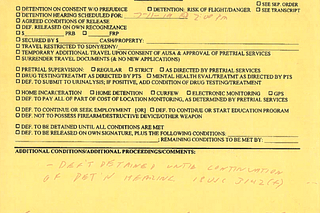 ☐ SEE SEP. ORDER
☐ DETENTION ON CONSENT W/O PREJUDICE ☐ DETENTION: RISK OF FLIGHT/DANGER. ☐ SEE TRANSCRIPT
☐ DETENTION HEARING SCHEDULED FOR:
☐ AGREED CONDITIONS OF RELEASE
☐ DEF. RELEASED ON OWN RECOGNIZANCE
☐ $ PRB ☐ FRP
☐ SECURED BY $ CASH/PROPERTY:
☐ TRAVEL RESTRICTED TO SDNY/EDNY/
☐ TEMPORARY ADDITIONAL TRAVEL UPON CONSENT OF AUSA & APPROVAL OF PRETRIAL SERVICES
☐ SURRENDER TRAVEL DOCUMENTS (& NO NEW APPLICATIONS)
☐ PRETRIAL SUPERVISION: ☐ REGULAR ☐ STRICT ☐ AS DIRECTED BY PRETRIAL SERVICES
☐ DRUG TESTING/TREATMT AS DIRECTED BY PTS ☐ MENTAL HEALTH EVAL/TREATMT AS DIRECTED BY PTS
☐ DEF. TO SUBMIT TO URINALYSIS; IF POSITIVE, ADD CONDITION OF DRUG TESTING/TREATMENT
☐ HOME INCARCERATION ☐ HOME DETENTION ☐ CURFEW ☐ ELECTRONIC MONITORING ☐ GPS
☐ DEF. TO PAY ALL OF PART OF COST OF LOCATION MONITORING, AS DETERMINED BY PRETRIAL SERVICES
☐ DEF. TO CONTINUE OR SEEK EMPLOYMENT [OR] ☐ DEF. TO CONTINUE OR START EDUCATION PROGRAM
☐ DEF. NOT TO POSSESS FIREARM/DESTRUCTIVE DEVICE/OTHER WEAPON
☐ DEF. TO BE DETAINED UNTIL ALL CONDITIONS ARE MET
☐ DEF. TO BE RELEASED ON OWN SIGNATURE, PLUS THE FOLLOWING CONDITIONS:
; REMAINING CONDITIONS TO BE MET BY:
ADDITIONAL CONDITIONS/ADDITIONAL PROCEEDINGS/COMMENTS:
- DEF'T DETAINED UNTIL CONTINUATION
OF DET'N HEARING 18 USC 3142(f)